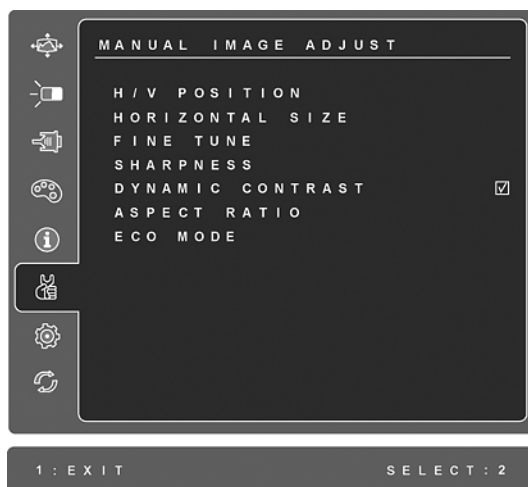 MANUAL IMAGE ADJUST
H/V POSITION
HORIZONTAL SIZE
FINE TUNE
SHARPNESS
DYNAMIC CONTRAST
ASPECT RATIO
ECO MODE
1:EXIT SELECT:2